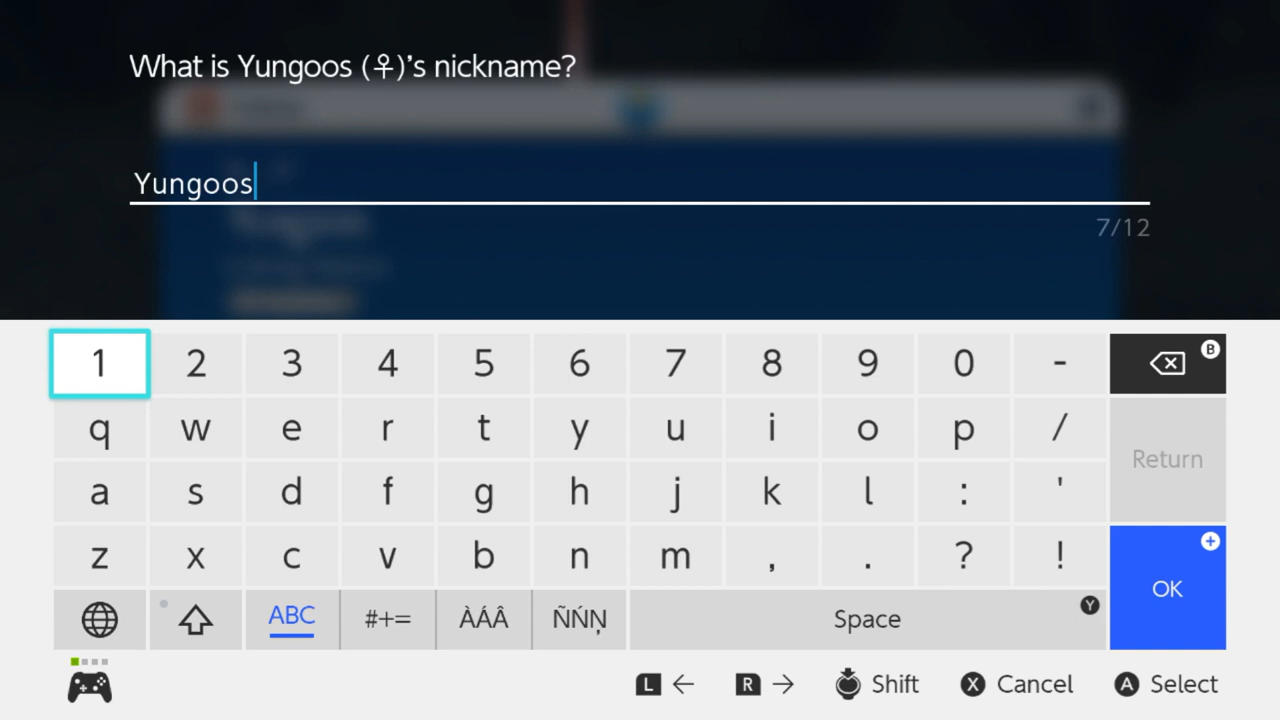 What is Yungoos (♀)'s nickname?
Yungoos
7/12
1 2 3 4 5 6 7 8 9 0 - B
q w e r t y u i o p /
Return
a s d f g h j k l : '
z x c v b n m , . ? !
+
OK
ABC #+= ÀÁÂ ÑŃŅ Space Y
L ← R → Shift X Cancel A Select